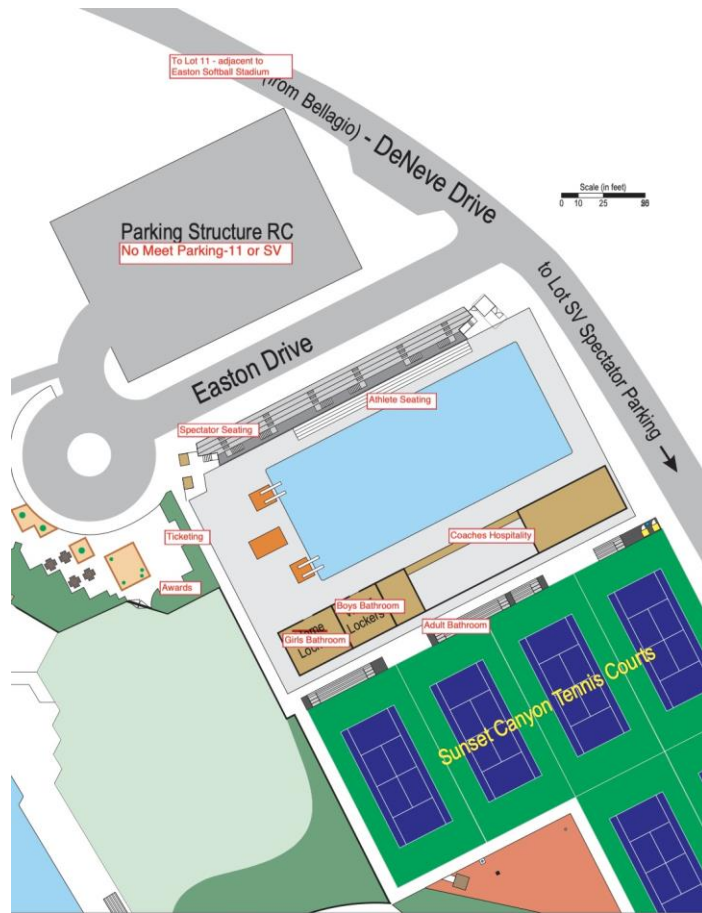 To Lot 11 - adjacent to
Easton Softball Stadium
(from Bellagio) - DeNeve Drive
Scale (in feet)
0 10 25
Parking Structure RC
No Meet Parking-11 or SV
to Lot SV Spectator Parking
Easton Drive
Athlete Seating
Spectator Seating
Ticketing
Coaches Hospitality
Awards
Boys Bathroom
Lockers
Adult Bathroom
Girls Bathroom
Sunset Canyon Tennis Courts